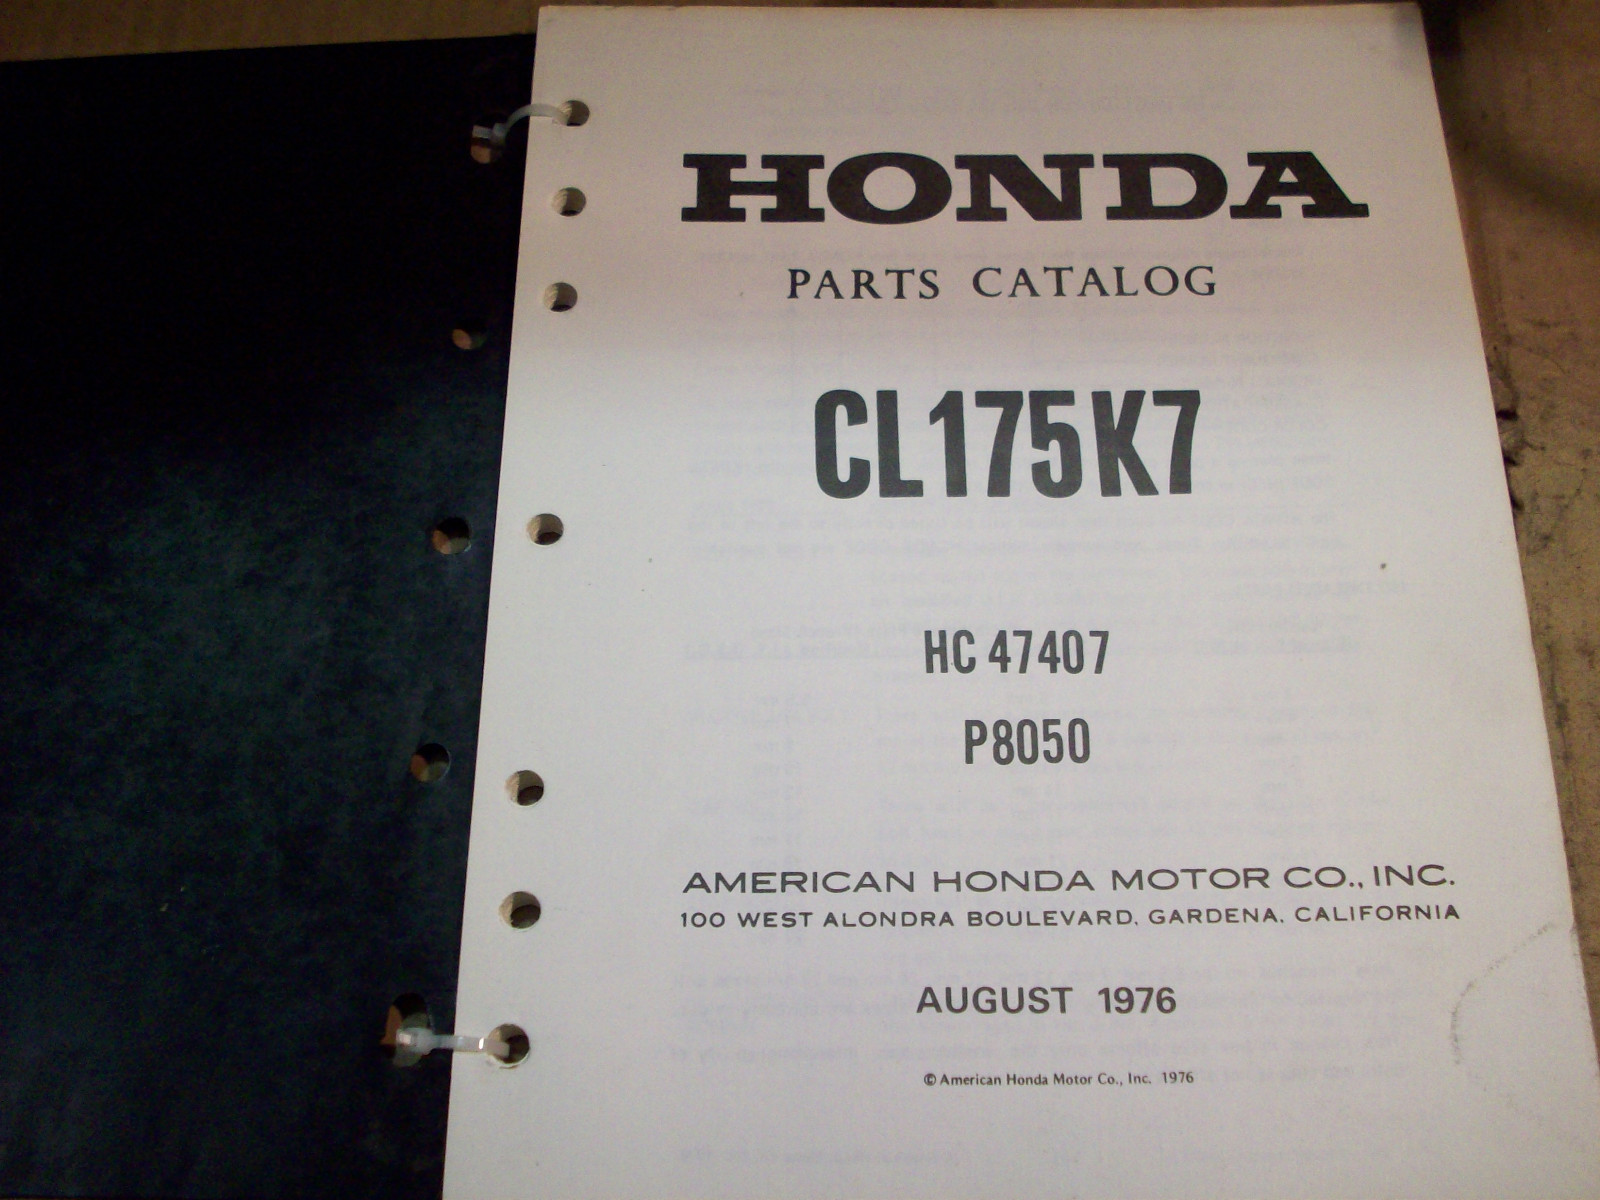 HONDA
PARTS CATALOG
CL175K7
HC 47407
P8050
AMERICAN HONDA MOTOR CO., INC.
100 WEST ALONDRA BOULEVARD, GARDENA, CALIFORNIA
AUGUST 1976
© American Honda Motor Co., Inc. 1976